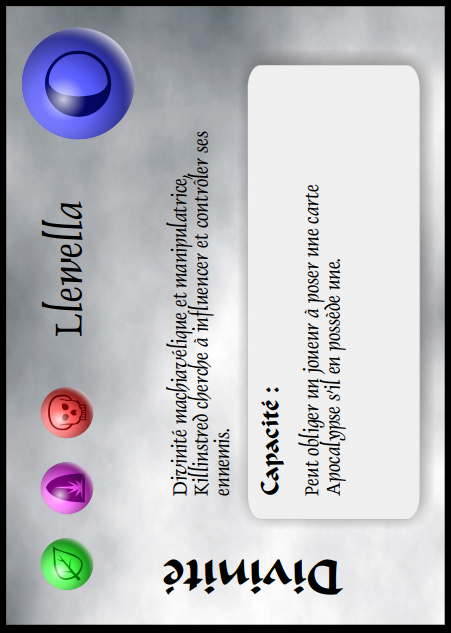 Llewella
Divinité machiavélique et manipulatrice,
Killinstred cherche à influencer et contrôler ses
ennemis.
Capacité :
Peut obliger un joueur à poser une carte
Apocalypse s'il en possède une.
Divinité